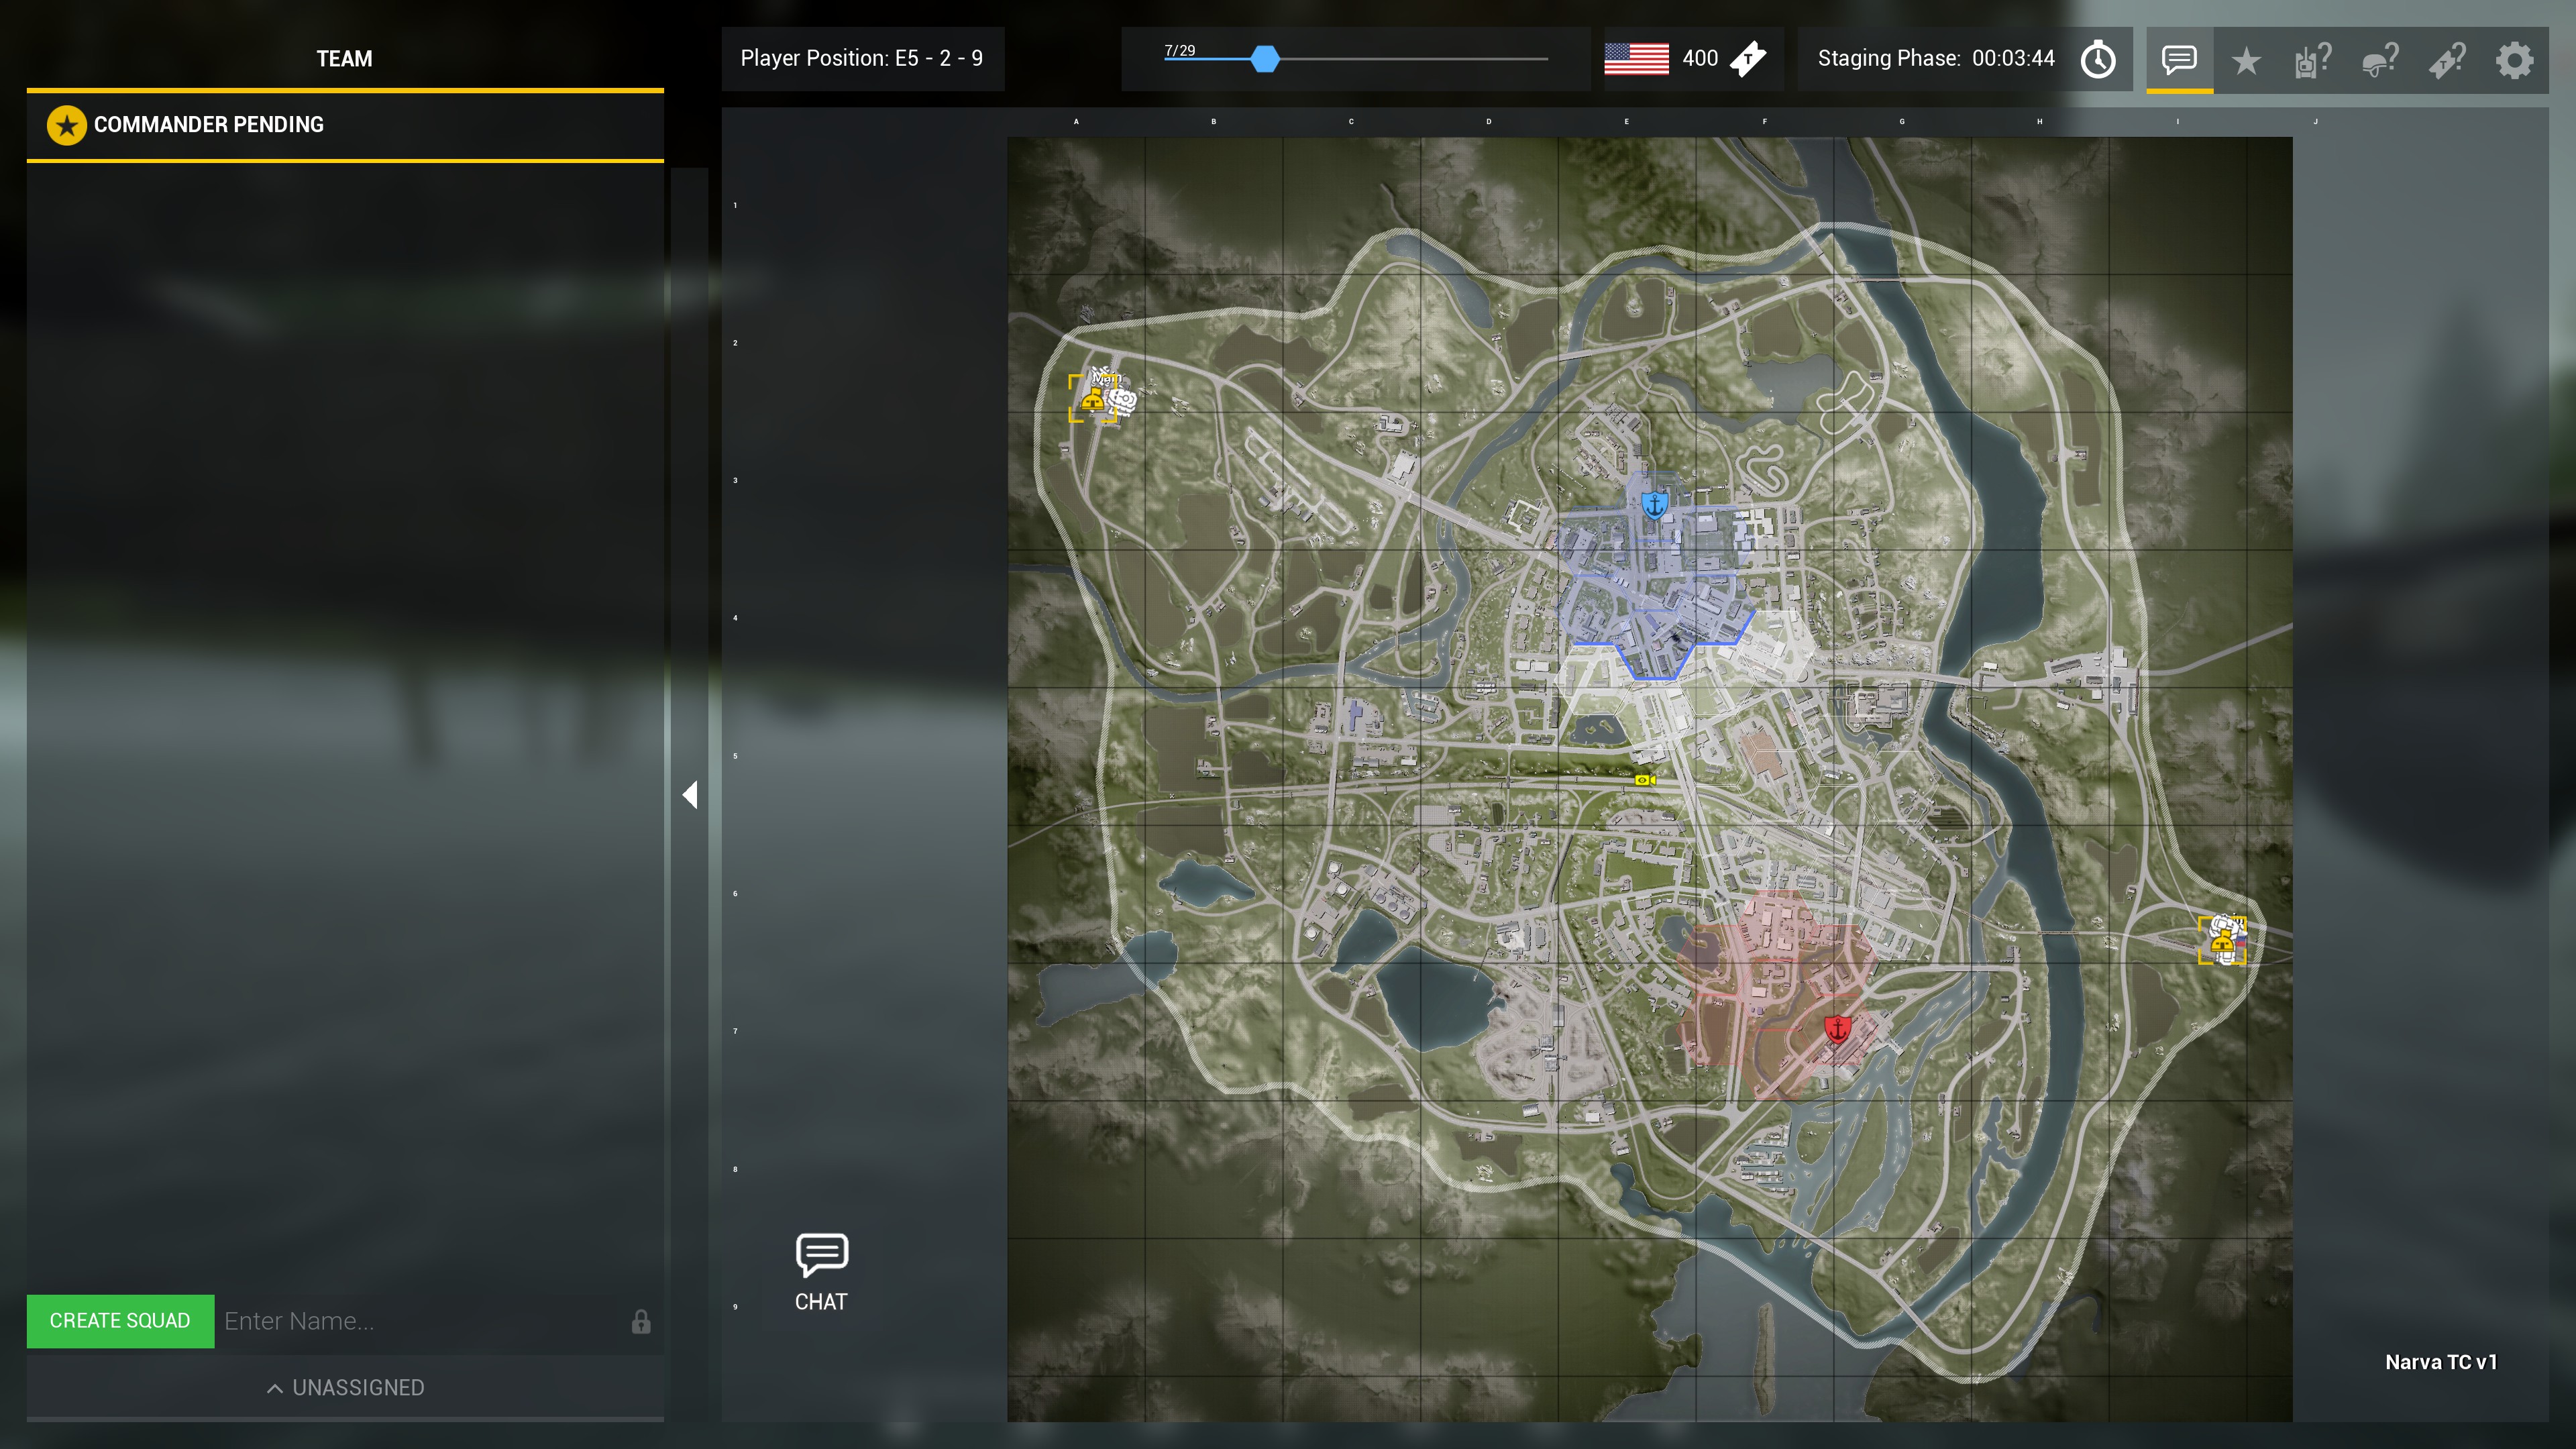 TEAM
Player Position: E5 - 2 - 9
7/29
400
T
Staging Phase: 00:03:44
COMMANDER PENDING
A B C D E F G H I J
1
2
Main
3
4
5
6
7
8
9
CHAT
CREATE SQUAD
Enter Name...
Narva TC v1
UNASSIGNED